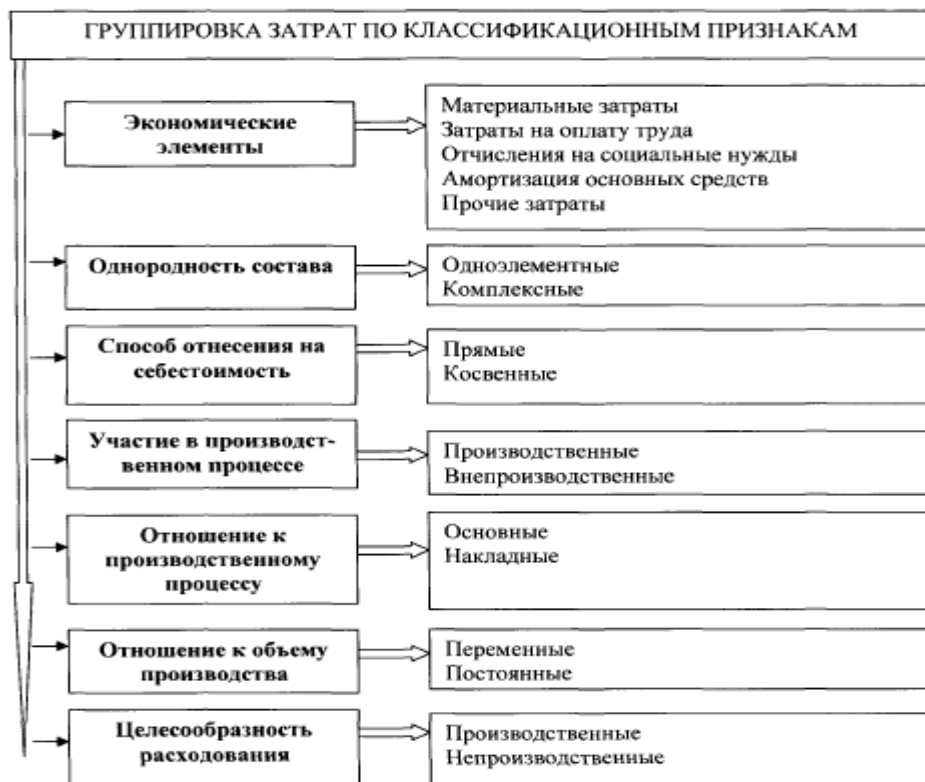 ГРУППИРОВКА ЗАТРАТ ПО КЛАССИФИКАЦИОННЫМ ПРИЗНАКАМ
Экономические
элементы
Материальные затраты
Затраты на оплату труда
Отчисления на социальные нужды
Амортизация основных средств
Прочие затраты
Однородность состава
Одноэлементные
Комплексные
Способ отнесения на
себестоимость
Прямые
Косвенные
Участие в производст-
венном процессе
Производственные
Внепроизводственные
Отношение к
производственному
процессу
Основные
Накладные
Отношение к объему
производства
Переменные
Постоянные
Целесообразность
расходования
Производственные
Непроизводственные